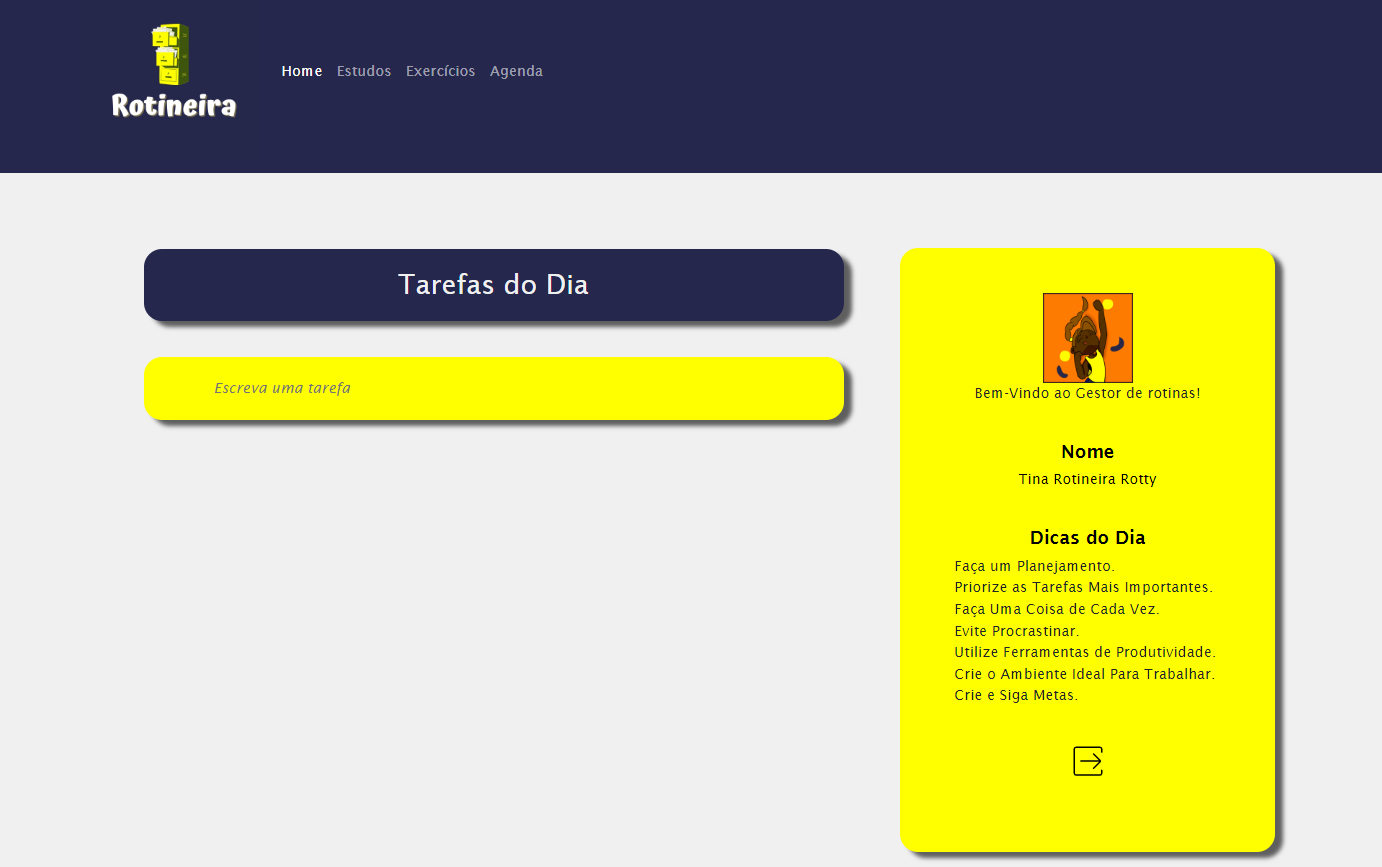 Rotineira
Home Estudos Exercícios Agenda
Tarefas do Dia
Escreva uma tarefa
Bem-Vindo ao Gestor de rotinas!
Nome
Tina Rotineira Rotty
Dicas do Dia
Faça um Planejamento.
Priorize as Tarefas Mais Importantes.
Faça Uma Coisa de Cada Vez.
Evite Procrastinar.
Utilize Ferramentas de Produtividade.
Crie o Ambiente Ideal Para Trabalhar.
Crie e Siga Metas.